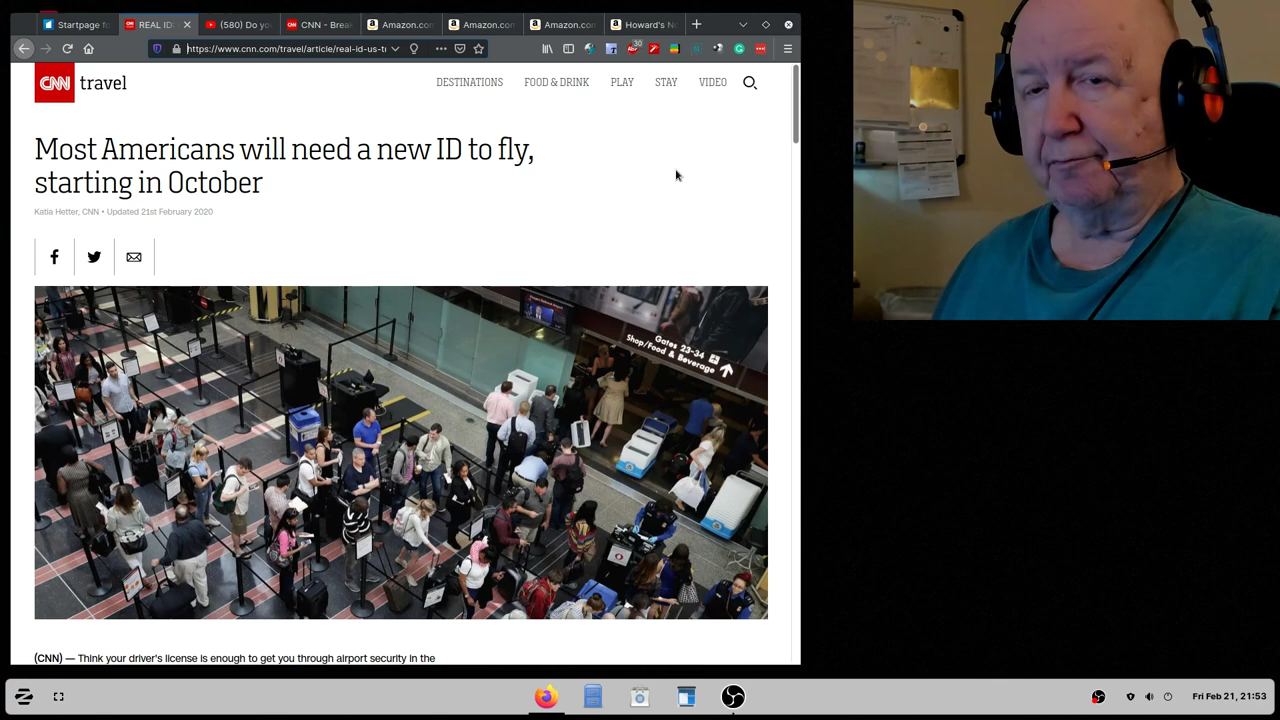 Startpage fo
REAL ID:
(580) Do yo
CNN - Break
Amazon.com
Amazon.com
Amazon.com
Howard's No
https://www.cnn.com/travel/article/real-id-us-tr
30
CNN travel
DESTINATIONS FOOD & DRINK PLAY STAY VIDEO
Most Americans will need a new ID to fly,
starting in October
Katia Hetter, CNN • Updated 21st February 2020
Gates 23-34
Shop/Food & Beverage
(CNN) — Think your driver's license is enough to get you through airport security in the
Fri Feb 21, 21:53